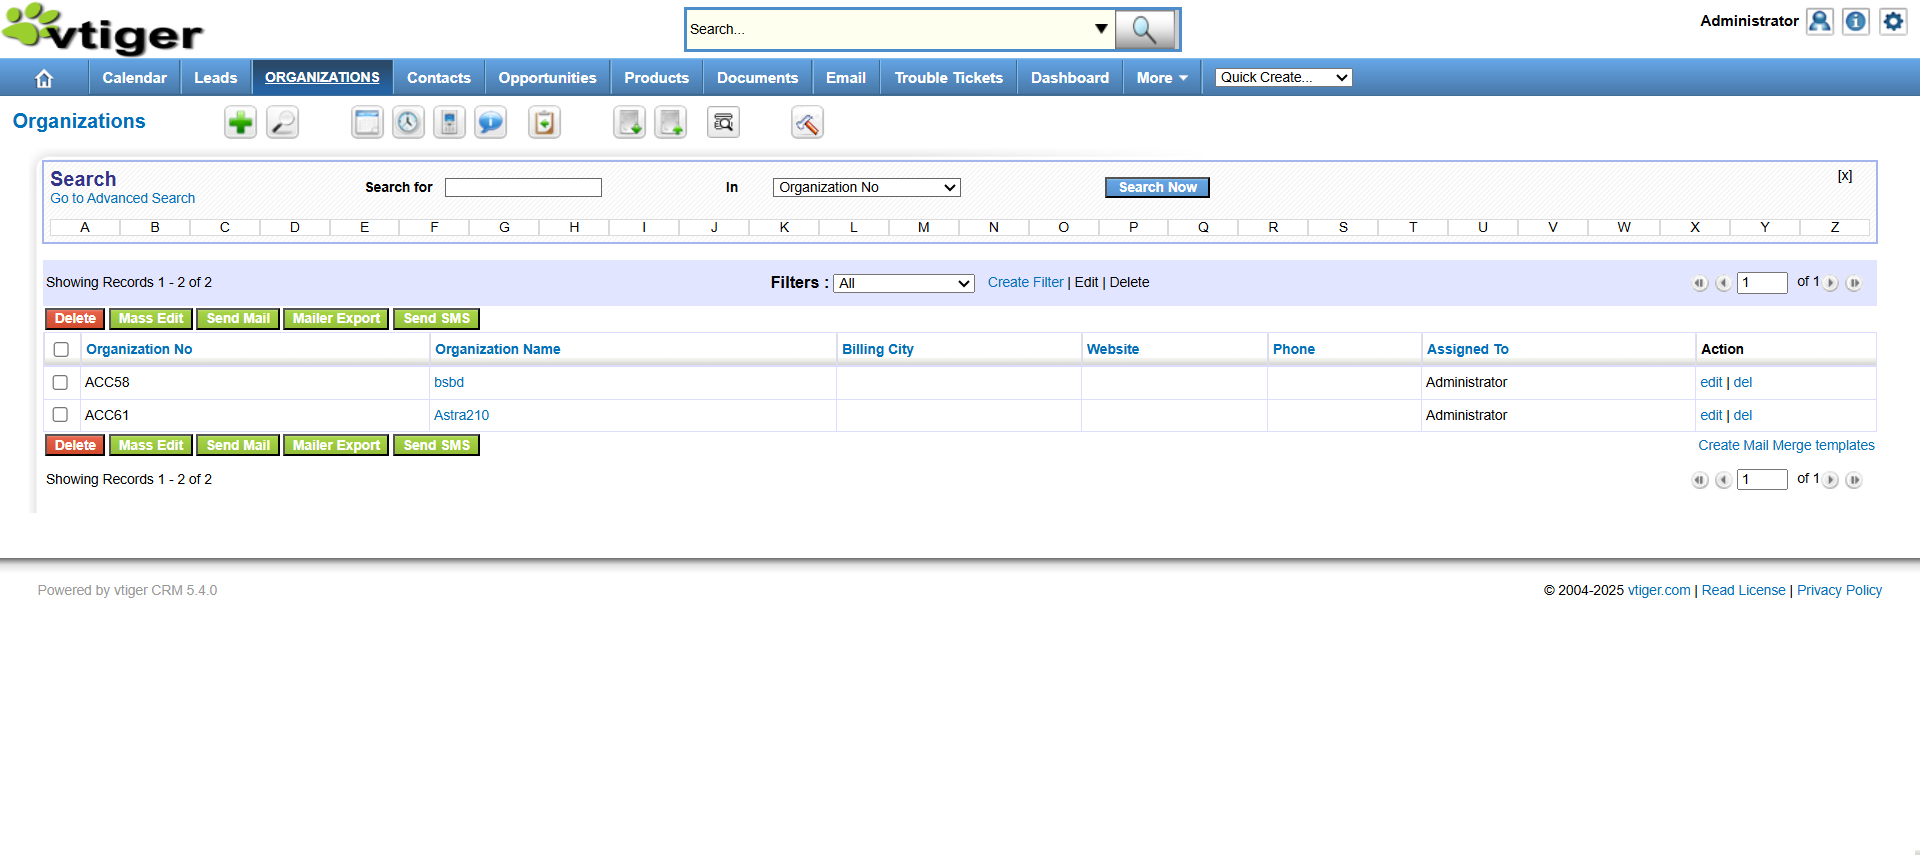 vtiger
Search...
Administrator
Calendar Leads ORGANIZATIONS Contacts Opportunities Products Documents Email Trouble Tickets Dashboard More Quick Create...
Organizations
Search
Go to Advanced Search
Search for In Organization No Search Now [x]
A B C D E F G H I J K L M N O P Q R S T U V W X Y Z
Showing Records 1 - 2 of 2 Filters : All Create Filter | Edit | Delete 1 of 1
Delete Mass Edit Send Mail Mailer Export Send SMS
Organization No Organization Name Billing City Website Phone Assigned To Action
ACC58 bsbd Administrator edit | del
ACC61 Astra210 Administrator edit | del
Delete Mass Edit Send Mail Mailer Export Send SMS Create Mail Merge templates
Showing Records 1 - 2 of 2 1 of 1
Powered by vtiger CRM 5.4.0 © 2004-2025 vtiger.com | Read License | Privacy Policy